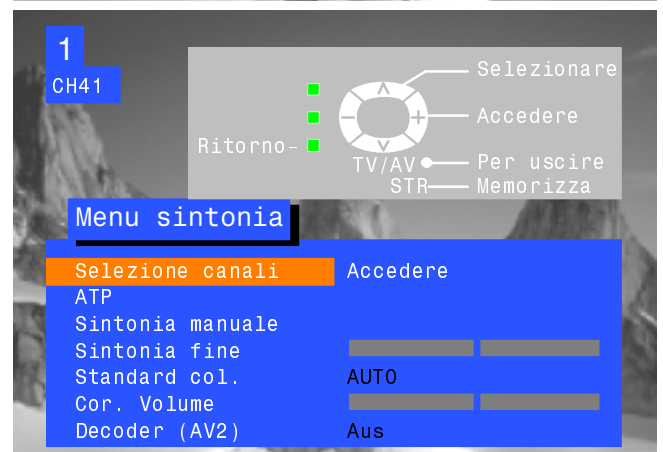 1
CH41
Selezionare
Accedere
Ritorno
TV/AV Per uscire
STR Memorizza
Menu sintonia
Selezione canali Accedere
ATP
Sintonia manuale
Sintonia fine
Standard col. AUTO
Cor. Volume
Decoder (AV2) Aus